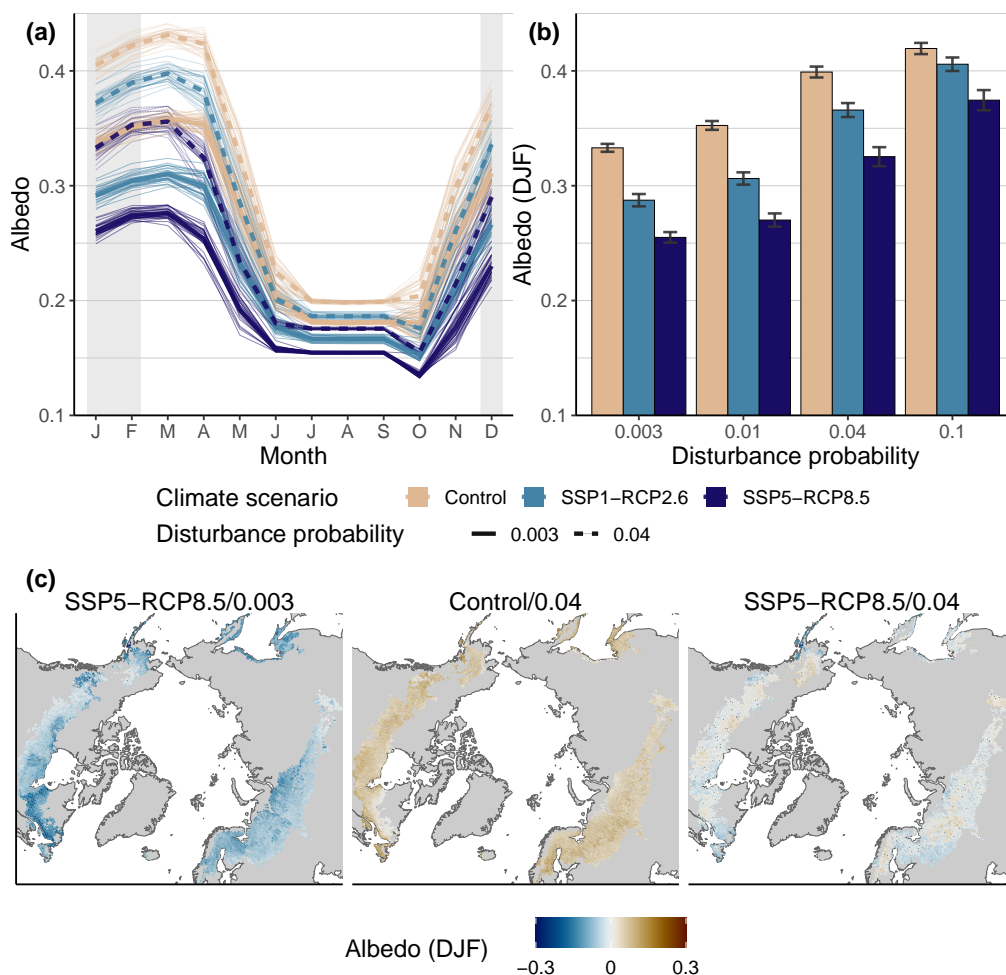 (a)
(b)
Albedo
0.4
0.3
0.2
0.1
J F M A M J J A S O N D
Month
Albedo (DJF)
0.4
0.3
0.2
0.1
0.003 0.01 0.04 0.1
Disturbance probability
Climate scenario Control SSP1−RCP2.6 SSP5−RCP8.5
Disturbance probability 0.003 0.04
(c)
SSP5−RCP8.5/0.003 Control/0.04 SSP5−RCP8.5/0.04
Albedo (DJF)
−0.3 0 0.3